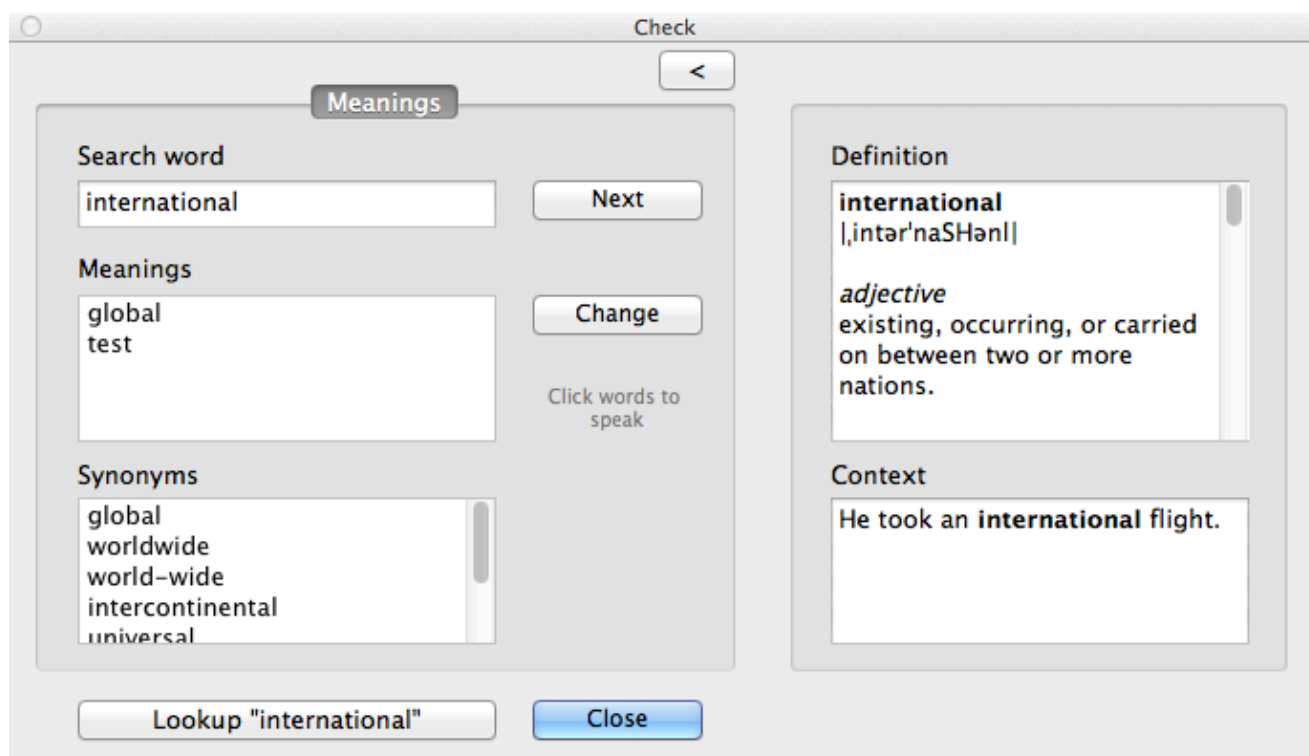 Check
<
Meanings
Search word
international
Next
Meanings
global
test
Change
Click words to
speak
Synonyms
global
worldwide
world-wide
intercontinental
universal
Lookup "international"
Close
Definition
international
|ˌintərˈnaSHənl|
adjective
existing, occurring, or carried
on between two or more
nations.
Context
He took an international flight.